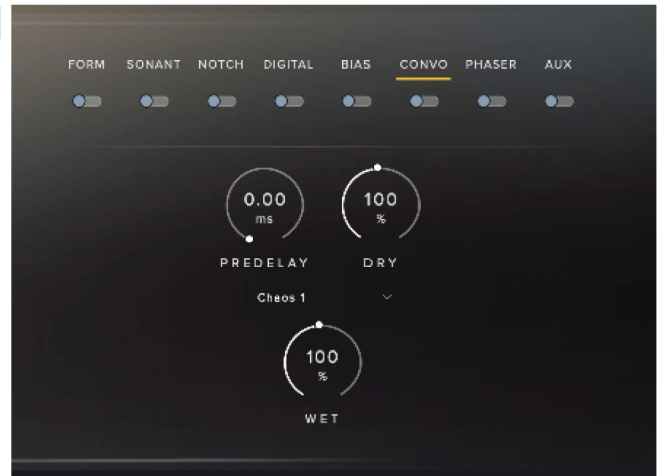 FORM SONANT NOTCH DIGITAL BIAS CONVO PHASER AUX
0.00 100
ms %
PREDELAY DRY
Chaos 1
100
%
WET